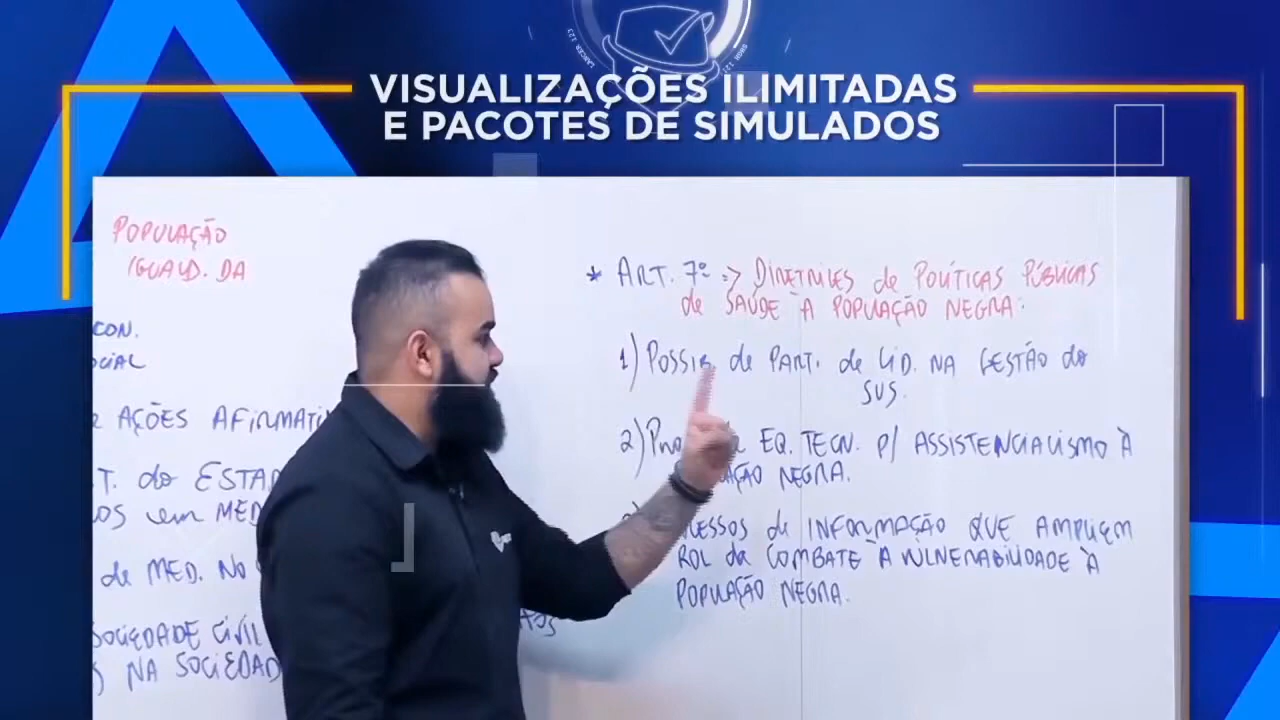 VISUALIZAÇÕES ILIMITADAS
E PACOTES DE SIMULADOS
POPULAÇÃO
IGUALD. DA
CON.
AÇÕES AFIRMATI
T. do ESTAD
OS em MED
de MED. NO
SOCIEDADE CIVIL
NA SOCIEDAD
* ART. 7º => DIRETRIZES de POLÍTICAS PÚBLICAS
de SAÚDE À POPULAÇÃO NEGRA:
1) POSSIB de PART. de LID. NA GESTÃO do
SUS.
2) EQ. TECN. P/ ASSISTENCIALISMO À
AÇÃO NEGRA.
CESSOS de INFORMAÇÃO QUE AMPLIEM
ROL da COMBATE À VULNERABILIDADE À
POPULAÇÃO NEGRA.